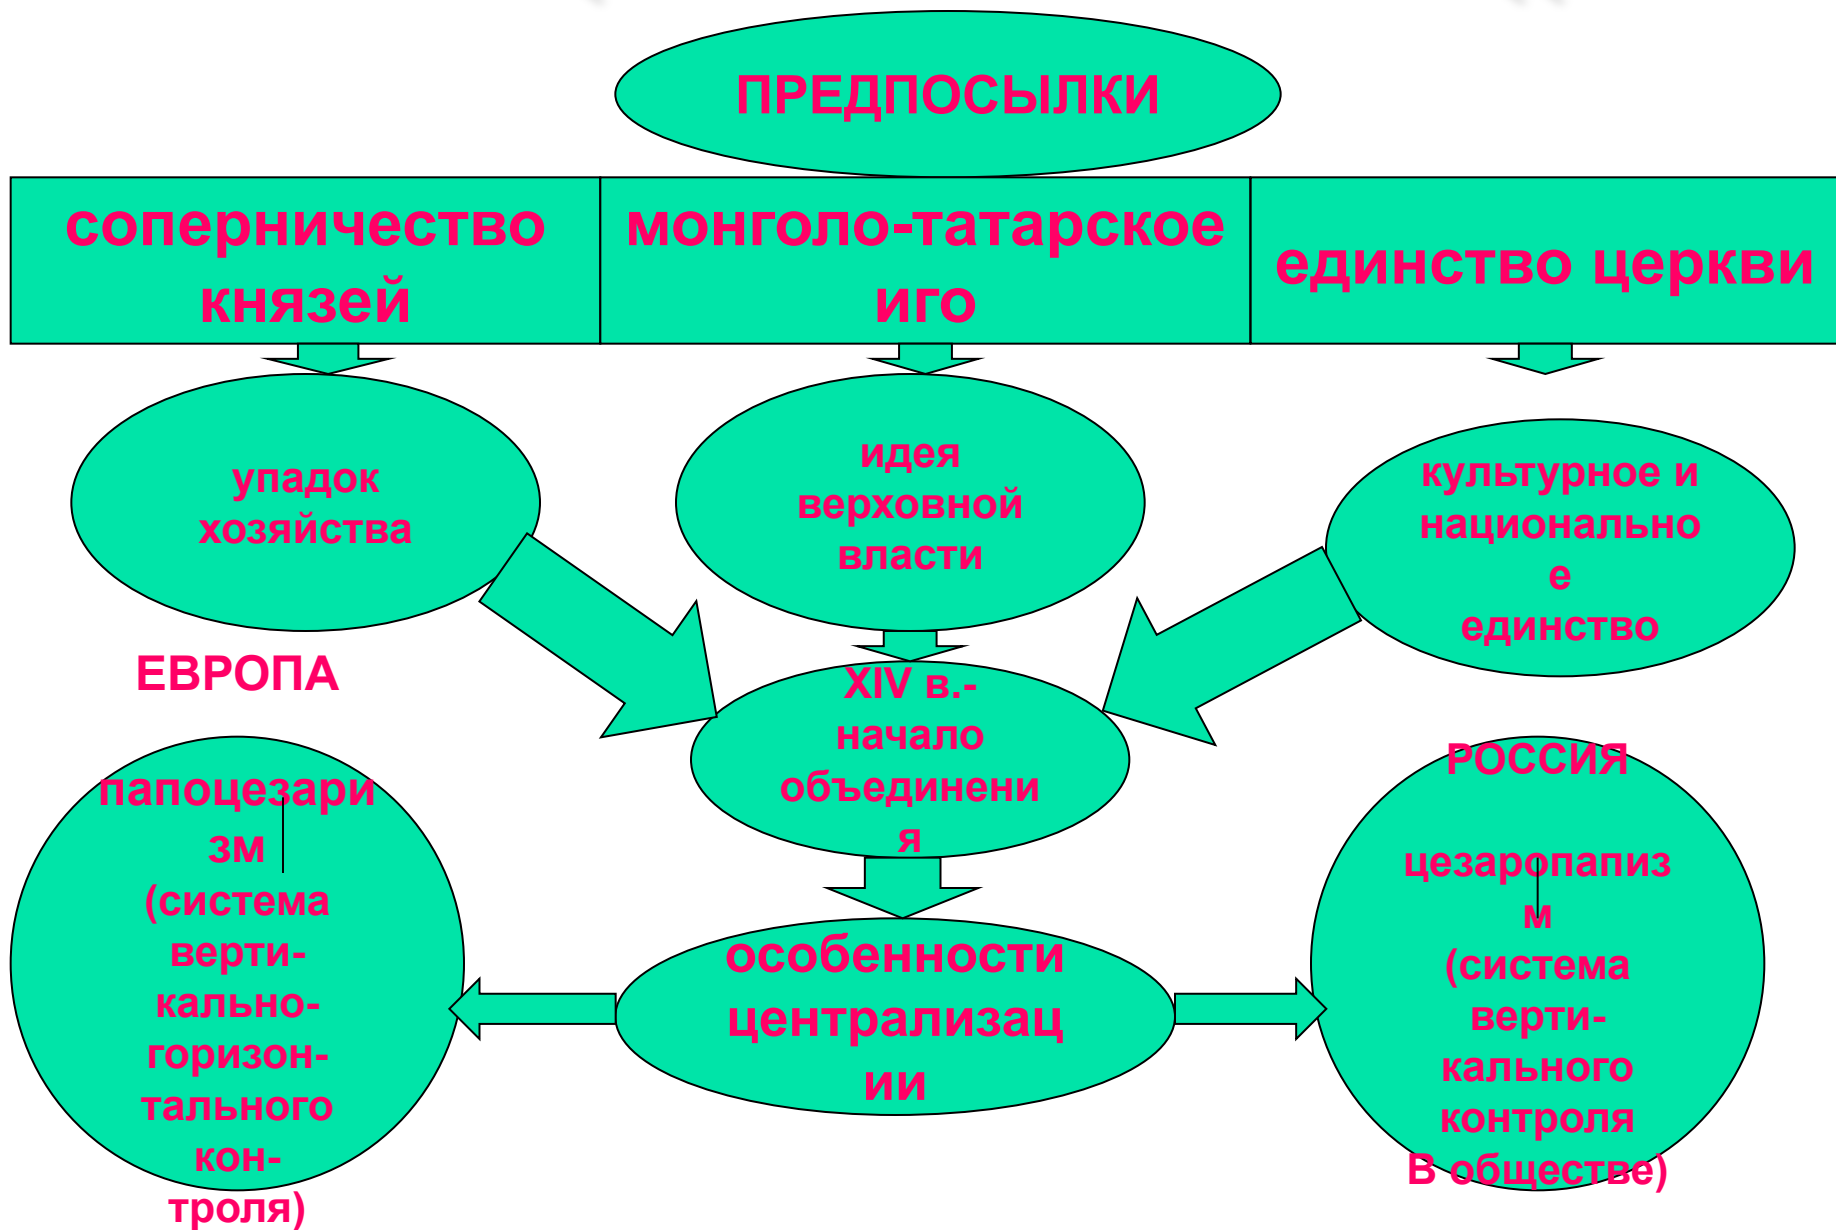 ПРЕДПОСЫЛКИ
соперничество
князей
монголо-татарское
иго
единство церкви
упадок
хозяйства
идея
верховной
власти
культурное и
национально
е
единство
ЕВРОПА
XIV в.-
начало
объединени
я
папоцезари
зм
(система
верти-
кально-
горизон-
тального
кон-
троля)
особенности
централизац
ии
РОССИЯ
цезаропапиз
м
(система
верти-
кального
контроля
В обществе)